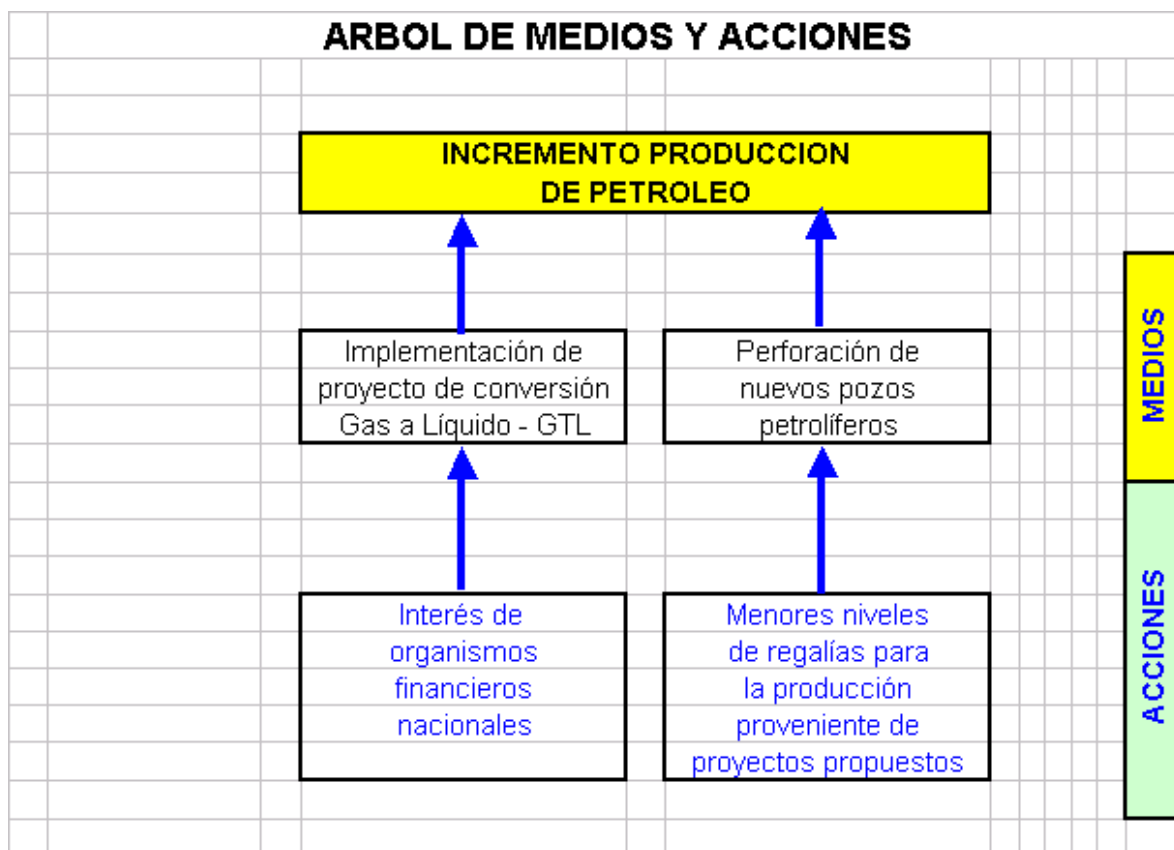 ARBOL DE MEDIOS Y ACCIONES
INCREMENTO PRODUCCION
DE PETROLEO
Implementación de
proyecto de conversión
Gas a Líquido - GTL
Perforación de
nuevos pozos
petrolíferos
MEDIOS
Interés de
organismos
financieros
nacionales
Menores niveles
de regalías para
la producción
proveniente de
proyectos propuestos
ACCIONES